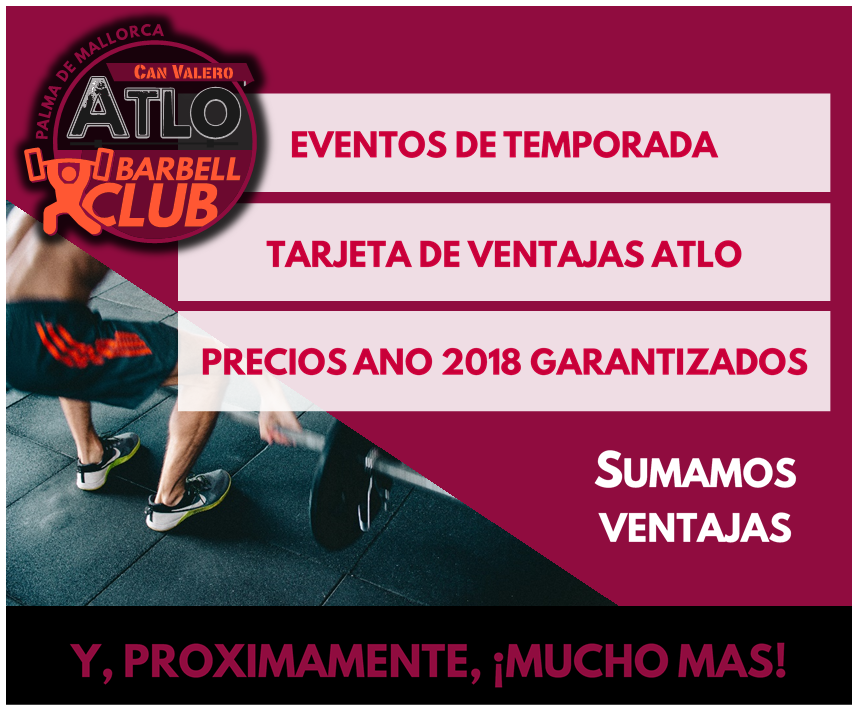 PALMA DE MALLORCA
CAN VALERO
ATLO
BARBELL
CLUB
EVENTOS DE TEMPORADA
TARJETA DE VENTAJAS ATLO
PRECIOS ANO 2018 GARANTIZADOS
SUMAMOS
VENTAJAS
Y, PROXIMAMENTE, ¡MUCHO MAS!